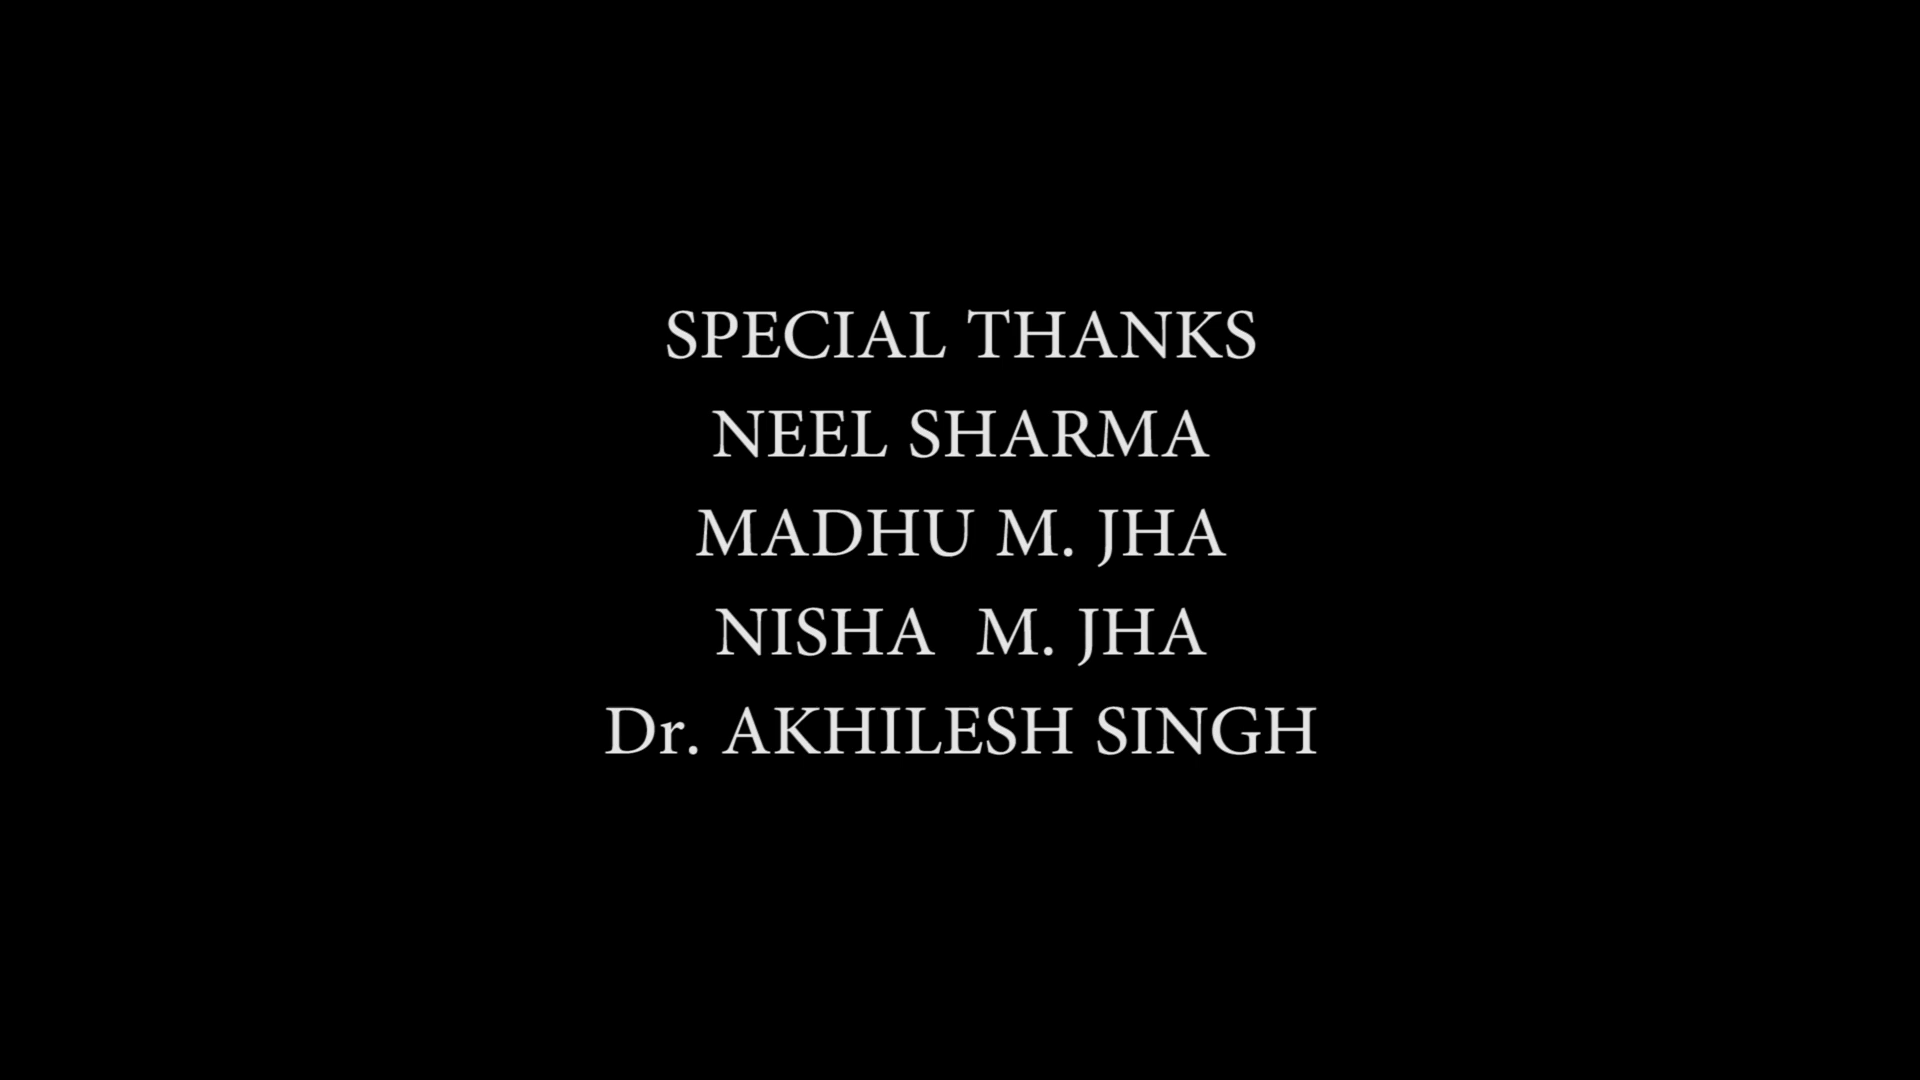 SPECIAL THANKS
NEEL SHARMA
MADHU M. JHA
NISHA  M. JHA
Dr. AKHILESH SINGH